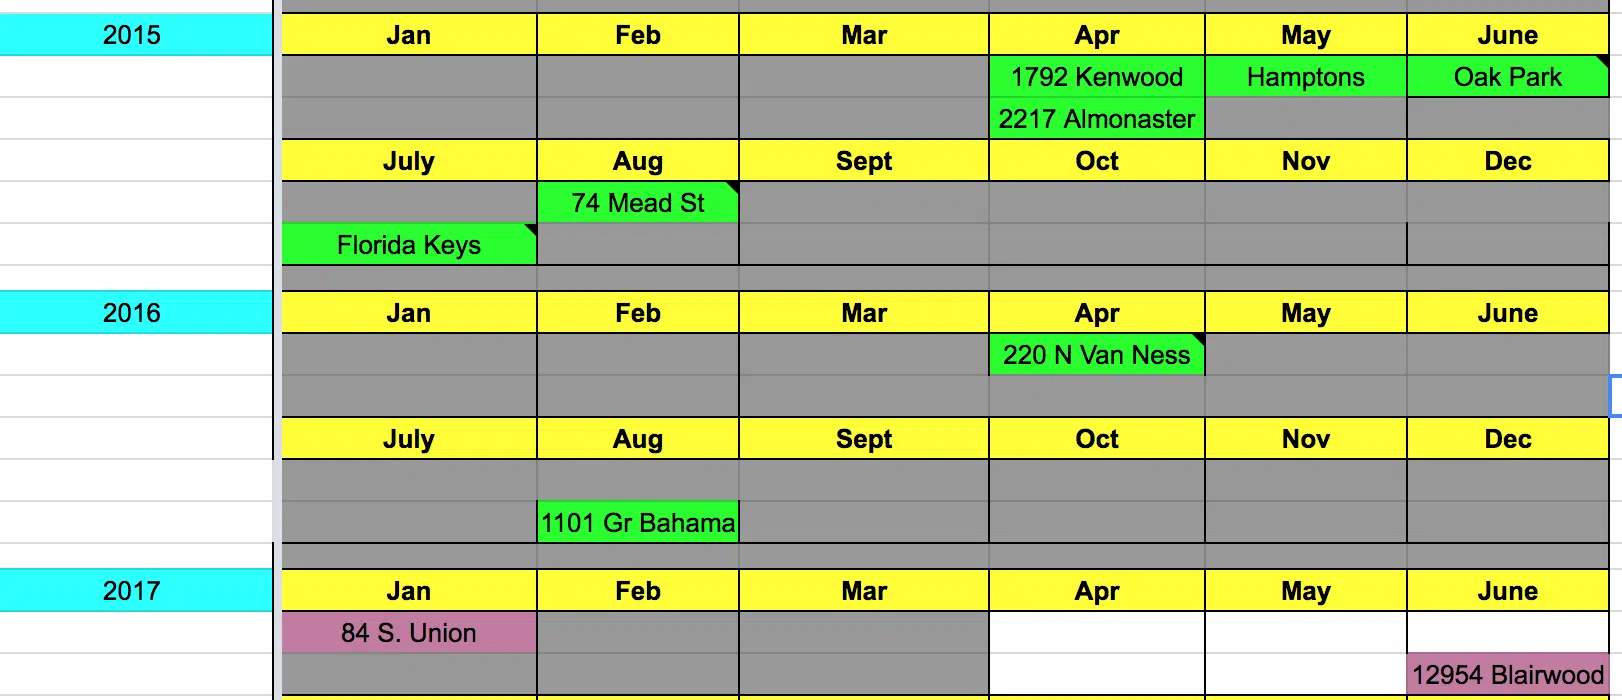 2015 Jan Feb Mar Apr May June
1792 Kenwood Hamptons Oak Park
2217 Almonaster
July Aug Sept Oct Nov Dec
74 Mead St
Florida Keys
2016 Jan Feb Mar Apr May June
220 N Van Ness
July Aug Sept Oct Nov Dec
1101 Gr Bahama
2017 Jan Feb Mar Apr May June
84 S. Union
12954 Blairwood